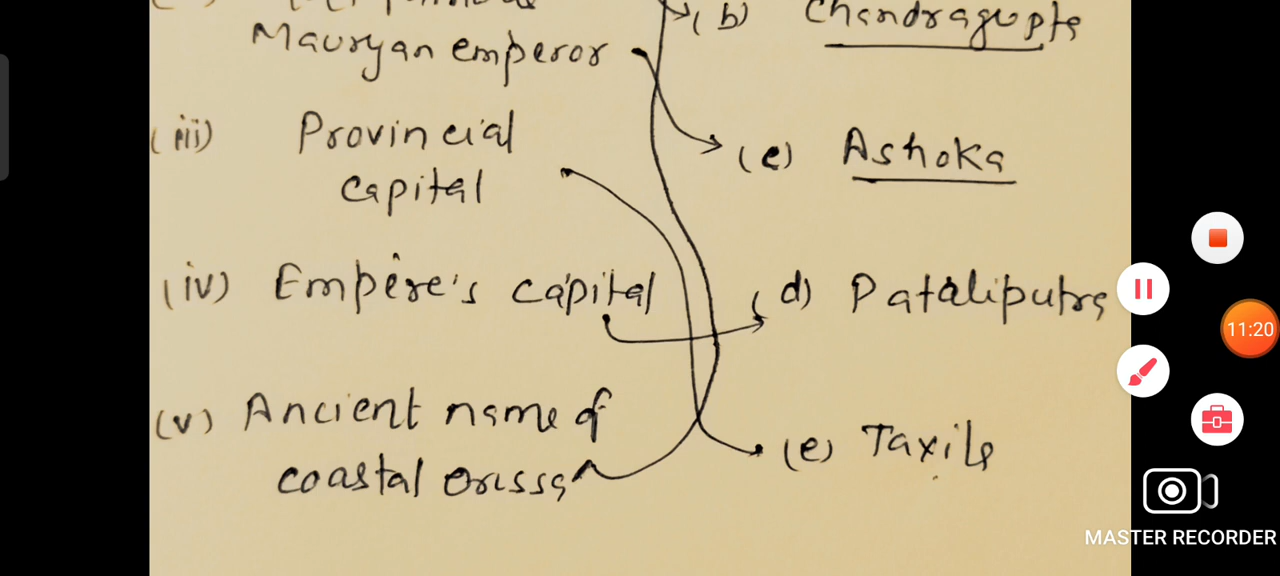 (b) Chandragupta
Mauryan emperor
(iii) Provincial
capital
(c) Ashoka
(iv) Empire's capital
(d) Pataliputra
(v) Ancient name of
coastal Orissa
(e) Taxila
11:20
MASTER RECORDER